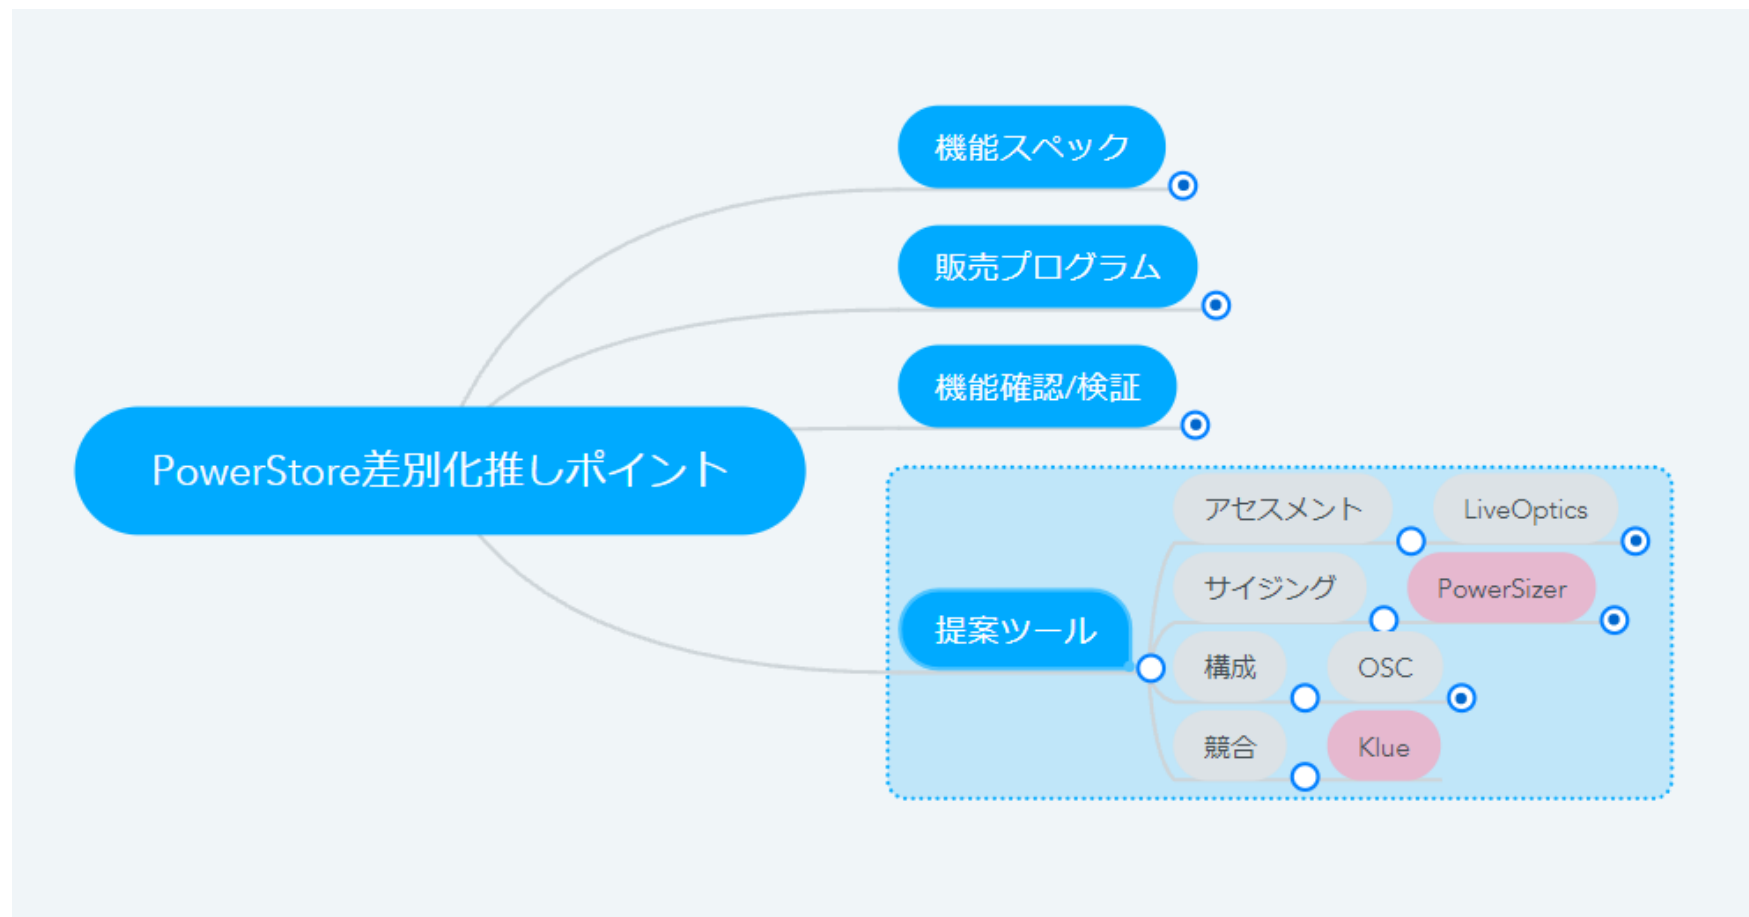 機能スペック
販売プログラム
機能確認/検証
PowerStore差別化推しポイント
提案ツール
アセスメント
LiveOptics
サイジング
PowerSizer
構成
OSC
競合
Klue